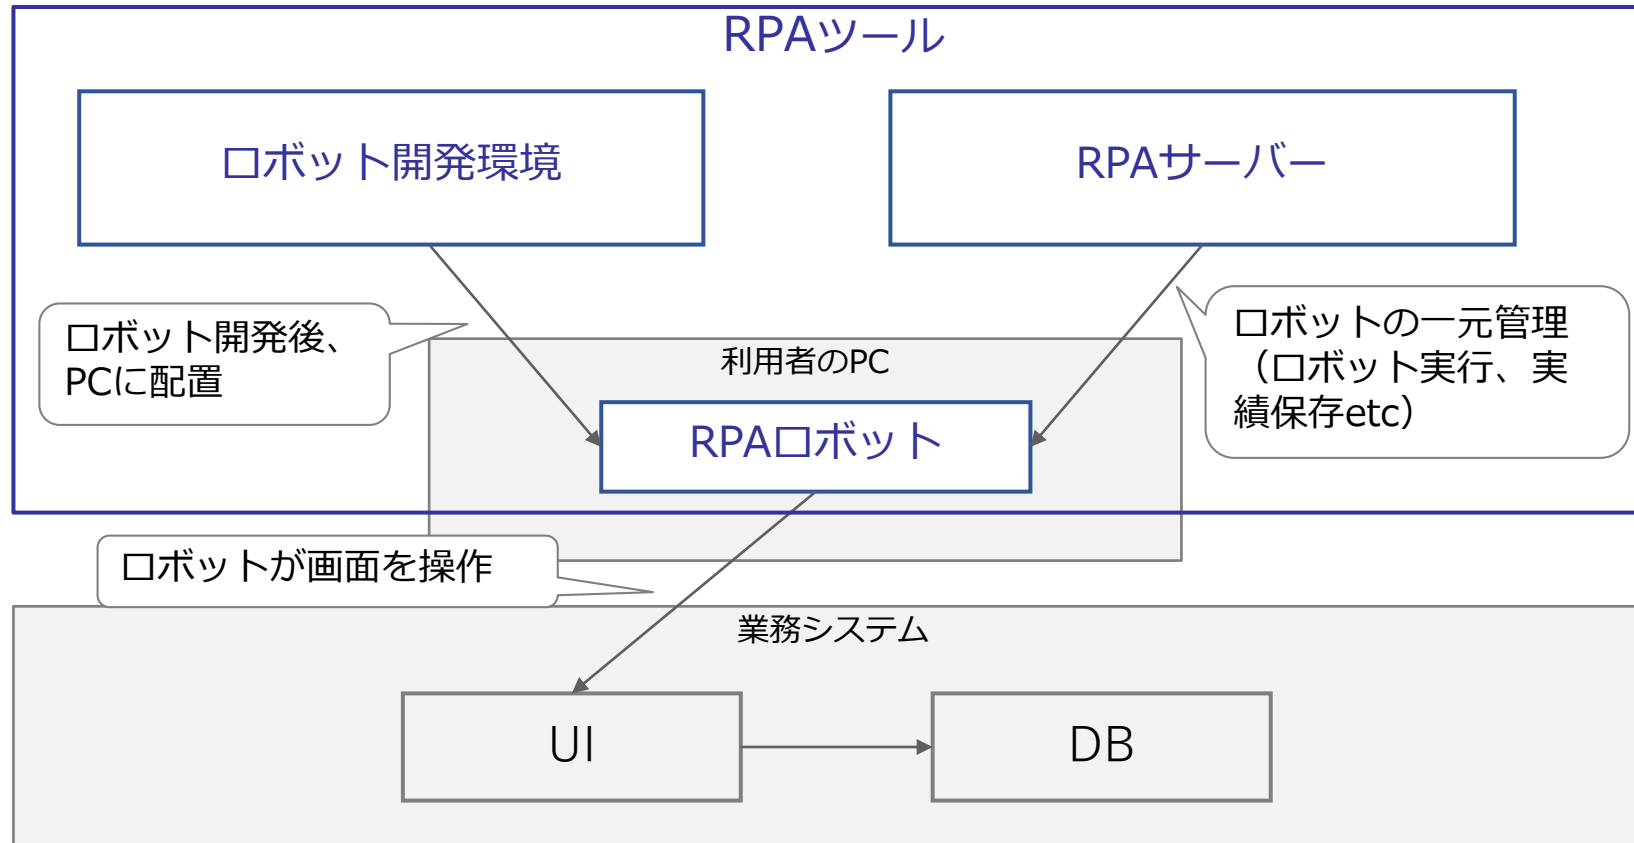 RPAツール
ロボット開発環境
RPAサーバー
ロボット開発後、
PCに配置
利用者のPC
ロボットの一元管理
（ロボット実行、実
績保存etc）
RPAロボット
ロボットが画面を操作
業務システム
UI
DB